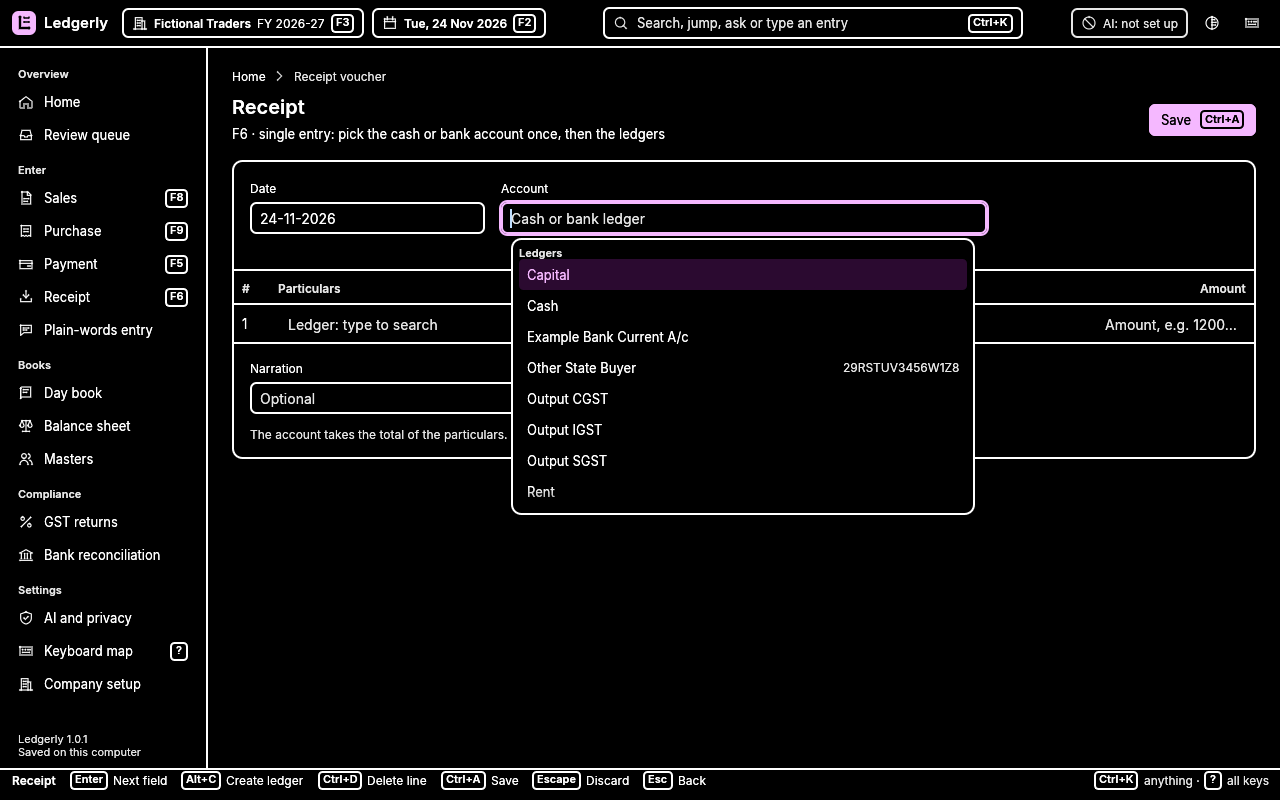 Ledgerly
Fictional Traders FY 2026-27 F3
Tue, 24 Nov 2026 F2
Search, jump, ask or type an entry Ctrl+K
AI: not set up
Overview
Home
Review queue
Enter
Sales F8
Purchase F9
Payment F5
Receipt F6
Plain-words entry
Books
Day book
Balance sheet
Masters
Compliance
GST returns
Bank reconciliation
Settings
AI and privacy
Keyboard map ?
Company setup
Ledgerly 1.0.1
Saved on this computer
Home Receipt voucher
Receipt
F6 · single entry: pick the cash or bank account once, then the ledgers
Save Ctrl+A
Date Account
24-11-2026 Cash or bank ledger
Ledgers
Capital
Cash
Example Bank Current A/c
Other State Buyer 29RSTUV3456W1Z8
Output CGST
Output IGST
Output SGST
Rent
# Particulars Amount
1 Ledger: type to search Amount, e.g. 1200...
Narration
Optional
The account takes the total of the particulars.
Receipt Enter Next field Alt+C Create ledger Ctrl+D Delete line Ctrl+A Save Escape Discard Esc Back Ctrl+K anything · ? all keys